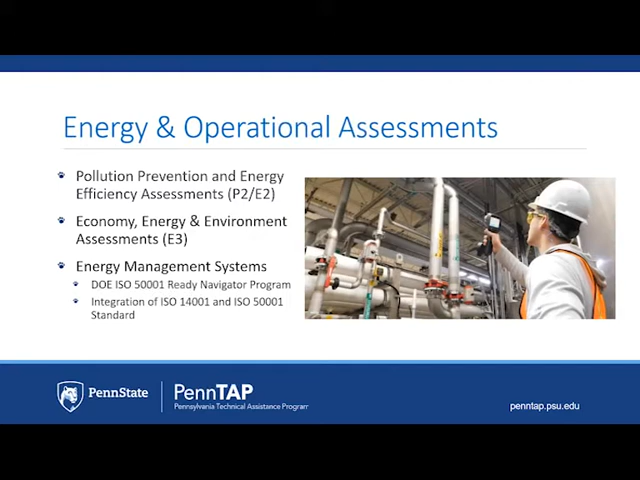 Energy & Operational Assessments
Pollution Prevention and Energy
Efficiency Assessments (P2/E2)
Economy, Energy & Environment
Assessments (E3)
Energy Management Systems
DOE ISO 50001 Ready Navigator Program
Integration of ISO 14001 and ISO 50001
Standard
PennState
PennTAP
Pennsylvania Technical Assistance Program
penntap.psu.edu